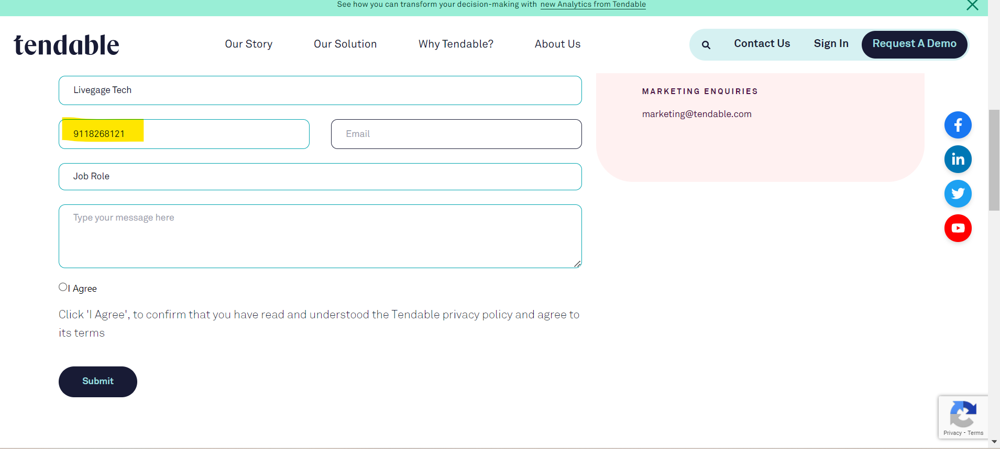 See how you can transform your decision-making with new Analytics from Tendable
tendable
Our Story
Our Solution
Why Tendable?
About Us
Contact Us
Sign In
Request A Demo
Livegage Tech
9118268121
Email
Job Role
Type your message here
I Agree
Click 'I Agree', to confirm that you have read and understood the Tendable privacy policy and agree to
its terms
Submit
MARKETING ENQUIRIES
marketing@tendable.com
f
in
Privacy - Terms